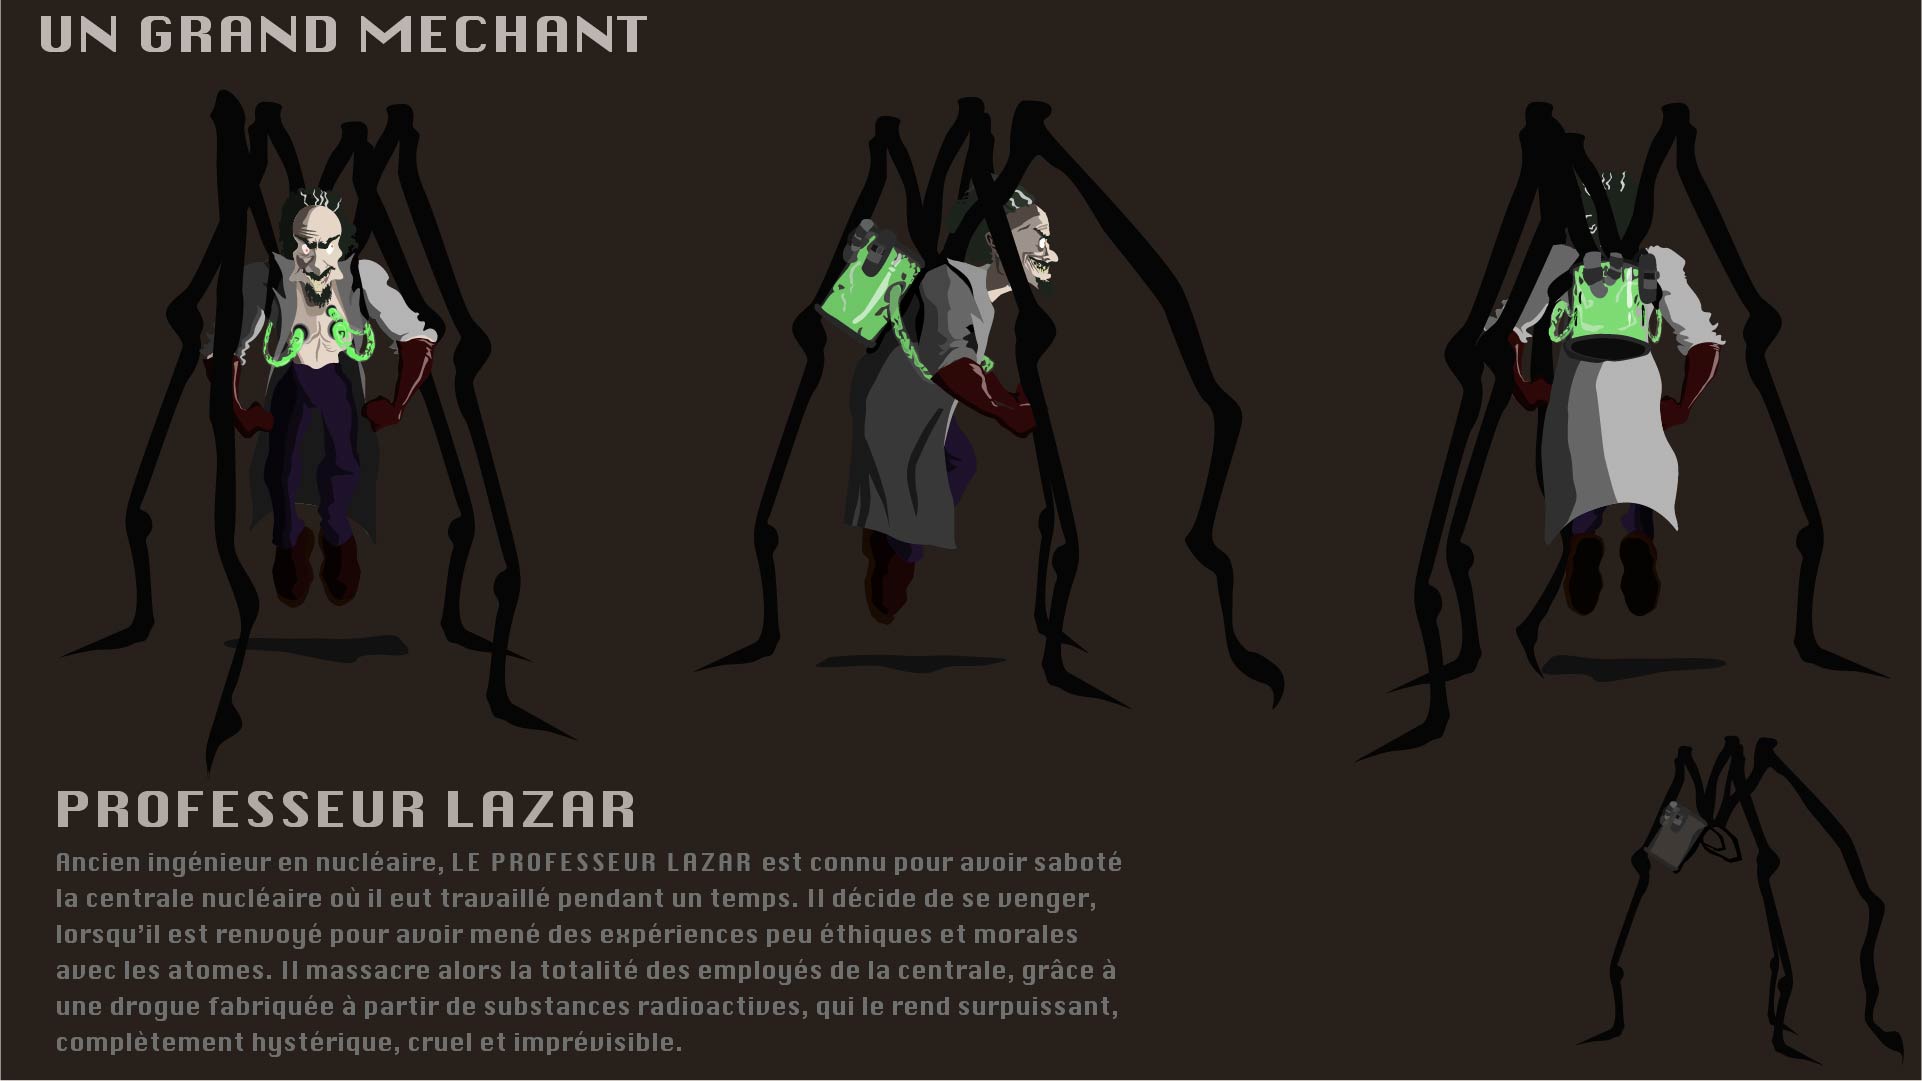 UN GRAND MECHANT
PROFESSEUR LAZAR
Ancien ingénieur en nucléaire, LE PROFESSEUR LAZAR est connu pour avoir saboté
la centrale nucléaire où il eut travaillé pendant un temps. Il décide de se venger,
lorsqu'il est renvoyé pour avoir mené des expériences peu éthiques et morales
avec les atomes. Il massacre alors la totalité des employés de la centrale, grâce à
une drogue fabriquée à partir de substances radioactives, qui le rend surpuissant,
complètement hystérique, cruel et imprévisible.